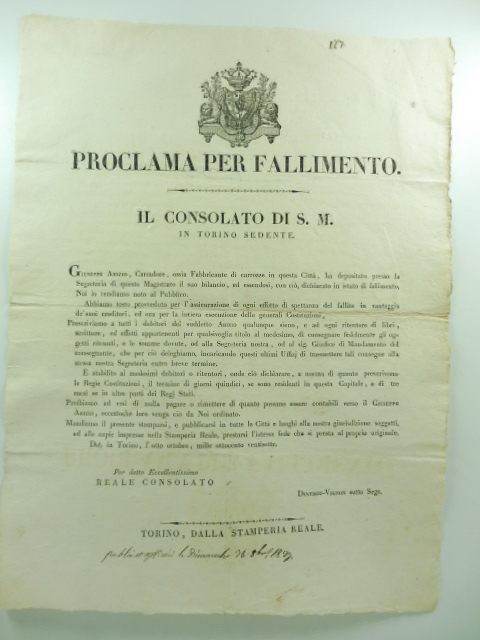 187
PROCLAMA PER FALLIMENTO.
IL CONSOLATO DI S. M.
IN TORINO SEDENTE.
GIUSEPPE Carradore, ossia Fabbricante di carrozze in questa Città, ha depositato presso la
Segreteria di questo Magistrato il suo bilancio, ed essendosi, con ciò, dichiarato in istato di fallimento,
Noi lo rendiamo noto al Pubblico.
Abbiamo tosto provveduto per l'assicurazione di ogni effetto di spettanza del fallito in vantaggio
de' suoi creditori, ed ora per la intiera esecuzione delle generali Costituzioni,
Prescriviamo a tutti i debitori del suddetto qualunque sieno, e ad ogni ritentore di libri,
scritture, ed effetti appartenenti per qualsivoglia titolo al medesimo, di consegnare fedelmente gli og-
getti ritenuti, e le somme dovute, od alla Segreteria nostra, od al sig. Giudice di Mandamento del
consegnante, che per ciò deleghiamo, incaricando questi ultimi Uffizj di trasmettere tali consegne alla
stessa nostra Segreteria entro breve termine.
È stabilito ai medesimi debitori o ritentori, onde ciò dichiarare, a norma di quanto prescrivono
le Regie Costituzioni, il termine di giorni quindici, se sono residenti in questa Capitale, e di tre
mesi se in altre parti dei Regj Stati.
Proibiamo ad essi di nulla pagare o rimettere di quanto possono essere contabili verso il GIUSEPPE
eccettochè loro venga ciò da Noi ordinato.
Mandiamo il presente stamparsi, e pubblicarsi in tutte le Città e luoghi alla nostra giurisdizione soggetti,
ed alle copie impresse nella Stamperia Reale, prestarsi l'istessa fede che si presta al proprio originale.
Dat. in Torino, l'otto ottobre, mille ottocento ventisette.
Per detto Eccellentissimo
REALE CONSOLATO
sotto Segr.
TORINO, DALLA STAMPERIA REALE.